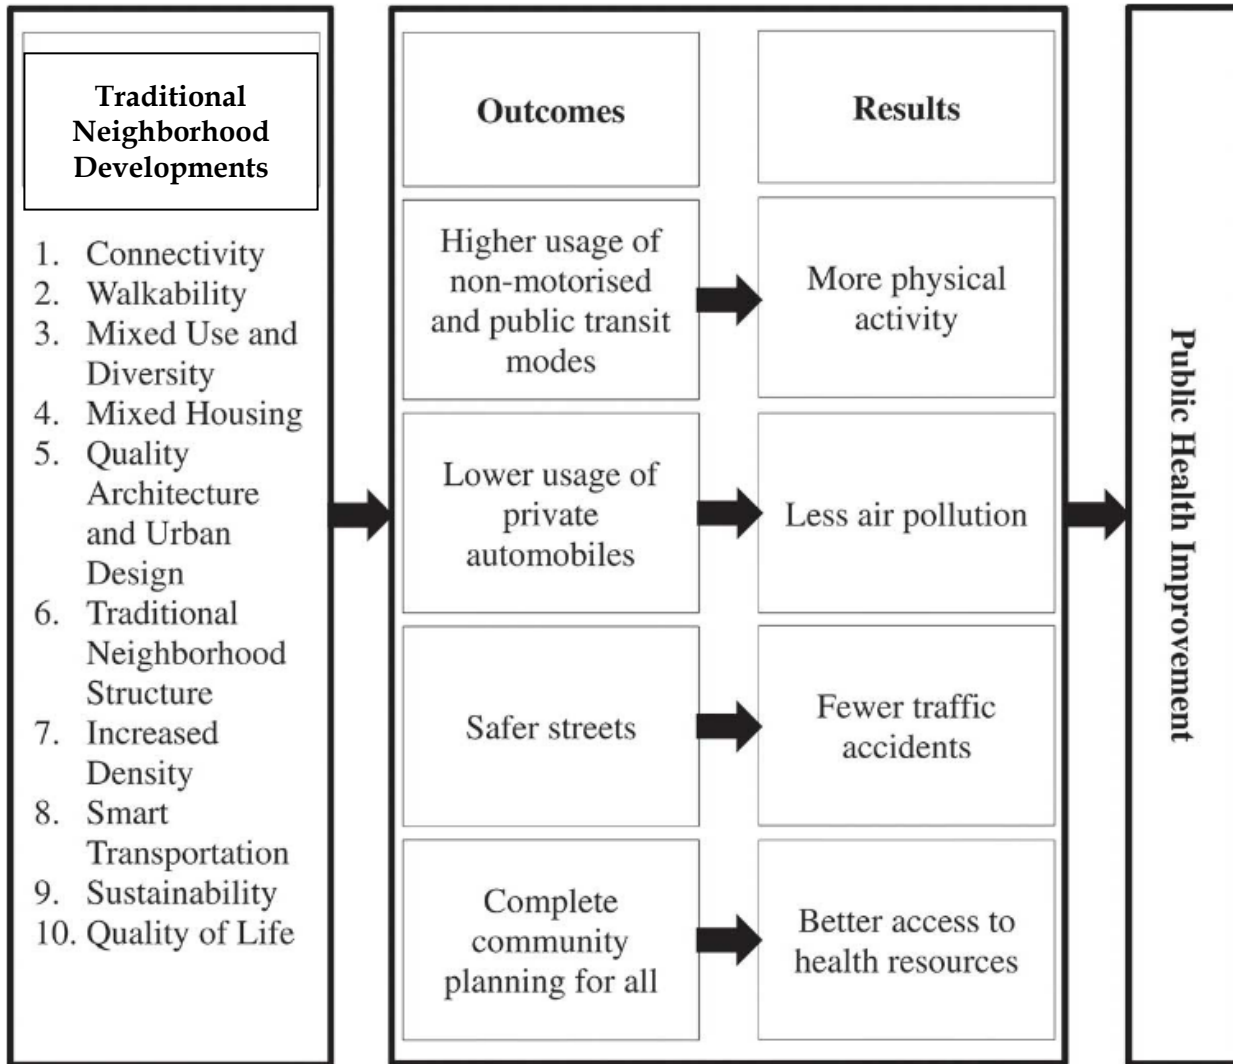 Traditional
Neighborhood
Developments
1. Connectivity
2. Walkability
3. Mixed Use and
Diversity
4. Mixed Housing
5. Quality
Architecture
and Urban
Design
6. Traditional
Neighborhood
Structure
7. Increased
Density
8. Smart
Transportation
9. Sustainability
10. Quality of Life
Outcomes
Results
Higher usage of
non-motorised
and public transit
modes
More physical
activity
Lower usage of
private
automobiles
Less air pollution
Safer streets
Fewer traffic
accidents
Complete
community
planning for all
Better access to
health resources
Public Health Improvement